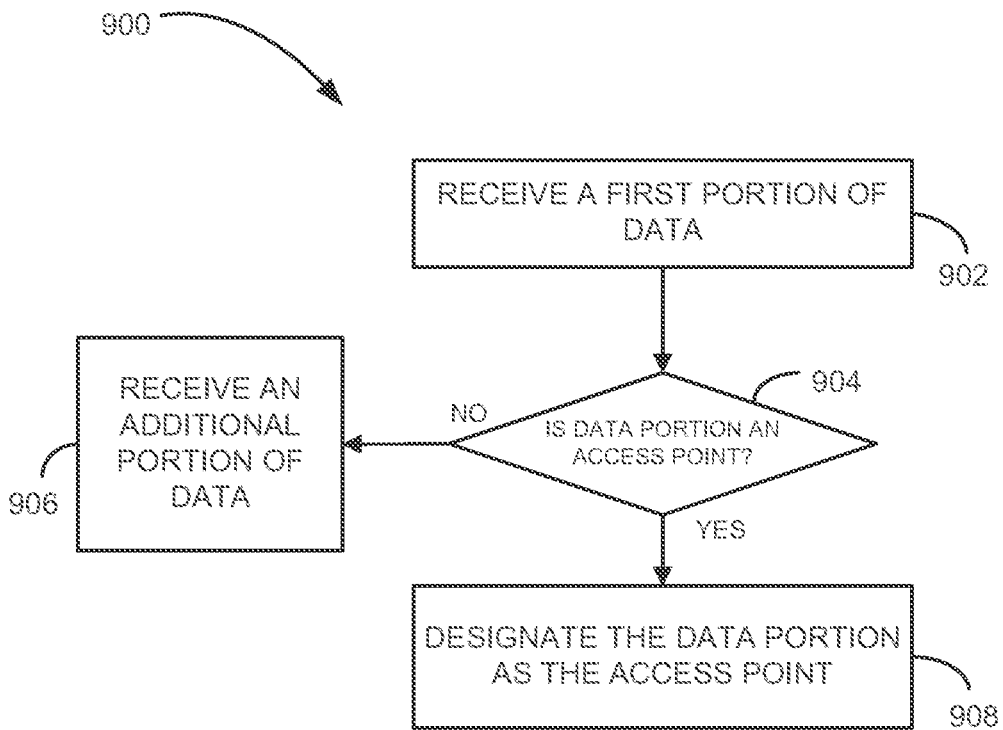 900
RECEIVE A FIRST PORTION OF
DATA
902
904
IS DATA PORTION AN
ACCESS POINT?
NO
RECEIVE AN
ADDITIONAL
PORTION OF
DATA
906
YES
DESIGNATE THE DATA PORTION
AS THE ACCESS POINT
908